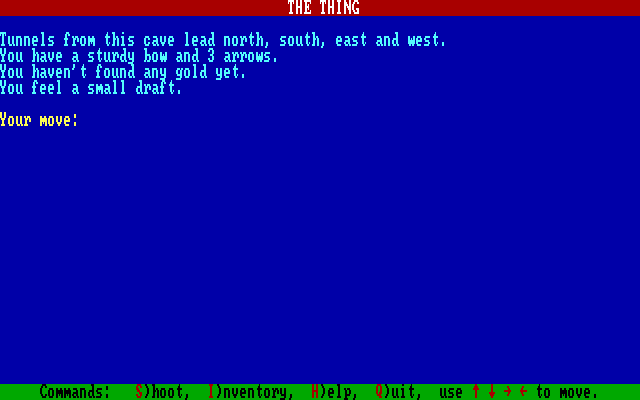 THE THING
Tunnels from this cave lead north, south, east and west.
You have a sturdy bow and 3 arrows.
You haven't found any gold yet.
You feel a small draft.
Your move:
Commands: S)hoot, I)nventory, H)elp, Q)uit, use ↑ ↓ → ← to move.